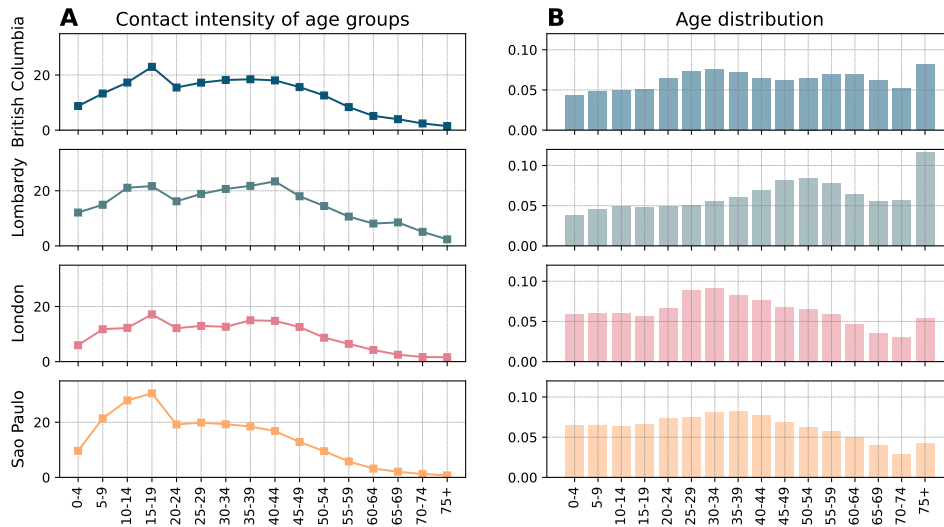 A Contact intensity of age groups
B Age distribution
British Columbia
20
0
0.10
0.05
0.00
Lombardy
20
0
0.10
0.05
0.00
London
20
0
0.10
0.05
0.00
Sao Paulo
20
0
0.10
0.05
0.00
0-4 5-9 10-14 15-19 20-24 25-29 30-34 35-39 40-44 45-49 50-54 55-59 60-64 65-69 70-74 75+
0-4 5-9 10-14 15-19 20-24 25-29 30-34 35-39 40-44 45-49 50-54 55-59 60-64 65-69 70-74 75+